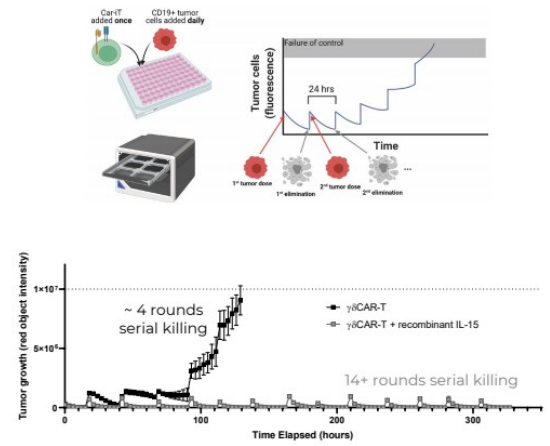 Car-iT
added once
CD19+ tumor
cells added daily
Failure of control
24 hrs
Tumor cells
(fluorescence)
Time
1st tumor dose
1st elimination
2nd tumor dose
2nd elimination
...
Tumor growth (red object intensity)
1×10⁷
5×10⁶
0
~ 4 rounds
serial killing
γδCAR-T
γδCAR-T + recombinant IL-15
14+ rounds serial killing
0
100
200
300
Time Elapsed (hours)